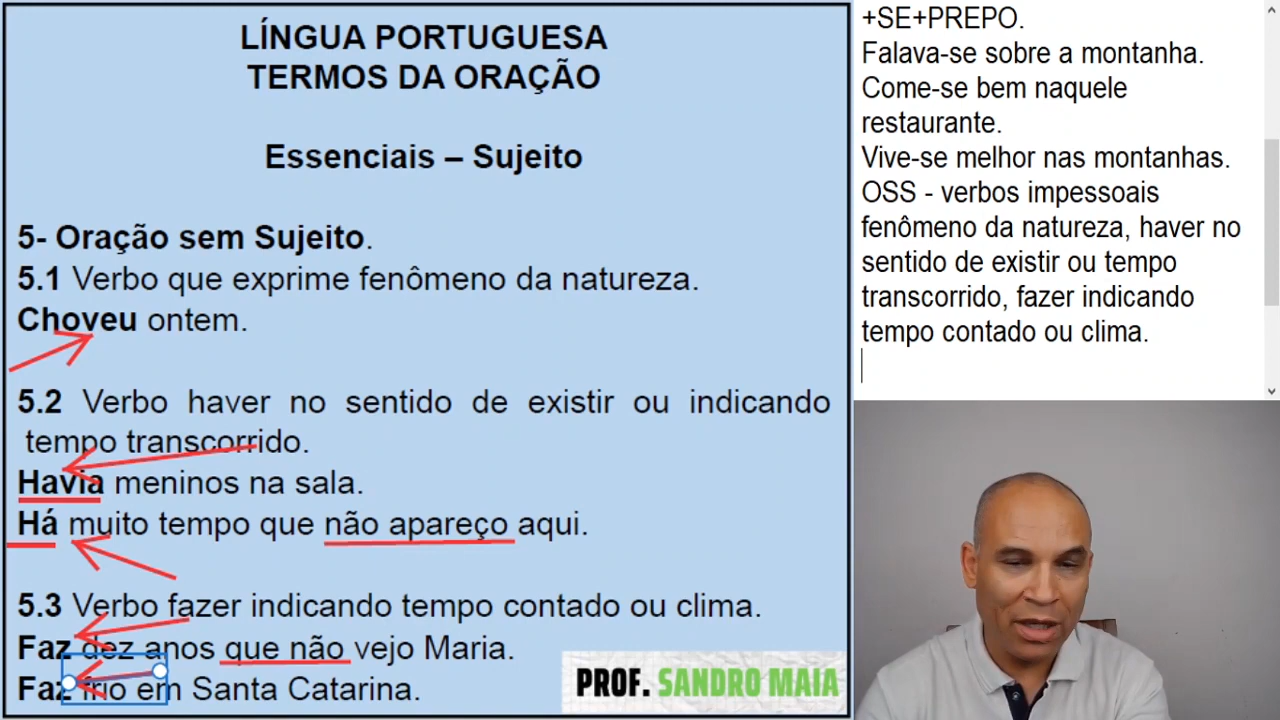 LÍNGUA PORTUGUESA
TERMOS DA ORAÇÃO
Essenciais – Sujeito
5- Oração sem Sujeito.
5.1 Verbo que exprime fenômeno da natureza.
Choveu ontem.
5.2 Verbo haver no sentido de existir ou indicando
tempo transcorrido.
Havia meninos na sala.
Há muito tempo que não apareço aqui.
5.3 Verbo fazer indicando tempo contado ou clima.
Faz dez anos que não vejo Maria.
Faz frio em Santa Catarina.
PROF. SANDRO MAIA
+SE+PREPO.
Falava-se sobre a montanha.
Come-se bem naquele
restaurante.
Vive-se melhor nas montanhas.
OSS - verbos impessoais
fenômeno da natureza, haver no
sentido de existir ou tempo
transcorrido, fazer indicando
tempo contado ou clima.